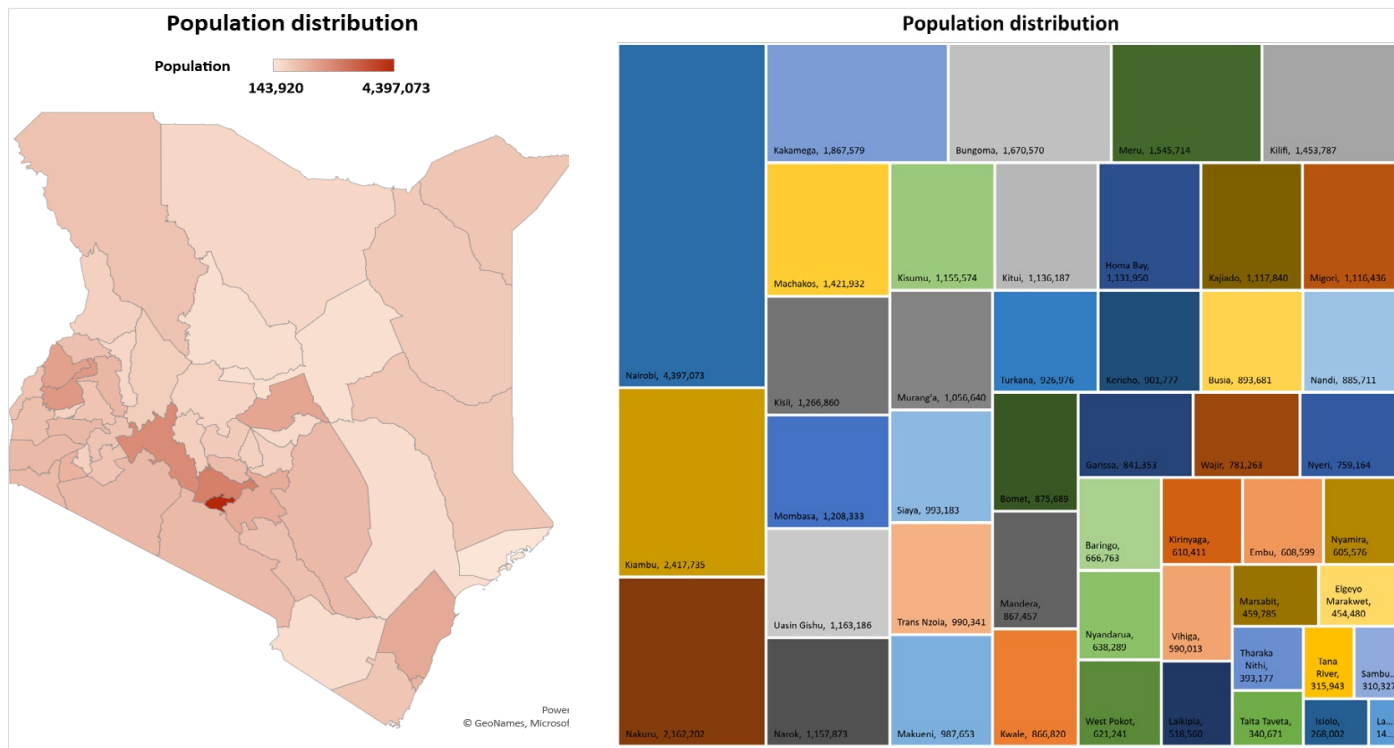 Population distribution
Population
143,920
4,397,073
Power
© GeoNames, Microsof
Population distribution
Nairobi, 4,397,073
Kiambu, 2,417,735
Nakuru, 2,162,202
Kakamega, 1,867,579
Bungoma, 1,670,570
Meru, 1,545,714
Kilifi, 1,453,787
Machakos, 1,421,932
Kisii, 1,266,860
Mombasa, 1,208,333
Uasin Gishu, 1,163,186
Narok, 1,157,873
Kisumu, 1,155,574
Kitui, 1,136,187
Homa Bay,
1,131,950
Kajiado, 1,117,840
Migori, 1,116,436
Murang'a, 1,056,640
Siaya, 993,183
Trans Nzoia, 990,341
Makueni, 987,653
Turkana, 926,976
Kericho, 901,777
Busia, 893,681
Nandi, 885,711
Bomet, 875,689
Mandera,
867,457
Kwale, 866,820
Garissa, 841,353
Wajir, 781,263
Nyeri, 759,164
Baringo,
666,763
Nyandarua,
638,289
West Pokot,
621,241
Kirinyaga,
610,411
Embu, 608,599
Nyamira,
605,576
Vihiga,
590,013
Laikipia,
518,560
Marsabit,
459,785
Elgeyo
Marakwet,
454,480
Tharaka
Nithi,
393,177
Taita Taveta,
340,671
Tana
River,
315,943
Sambu...
310,327
Isiolo,
268,002
La...
14...